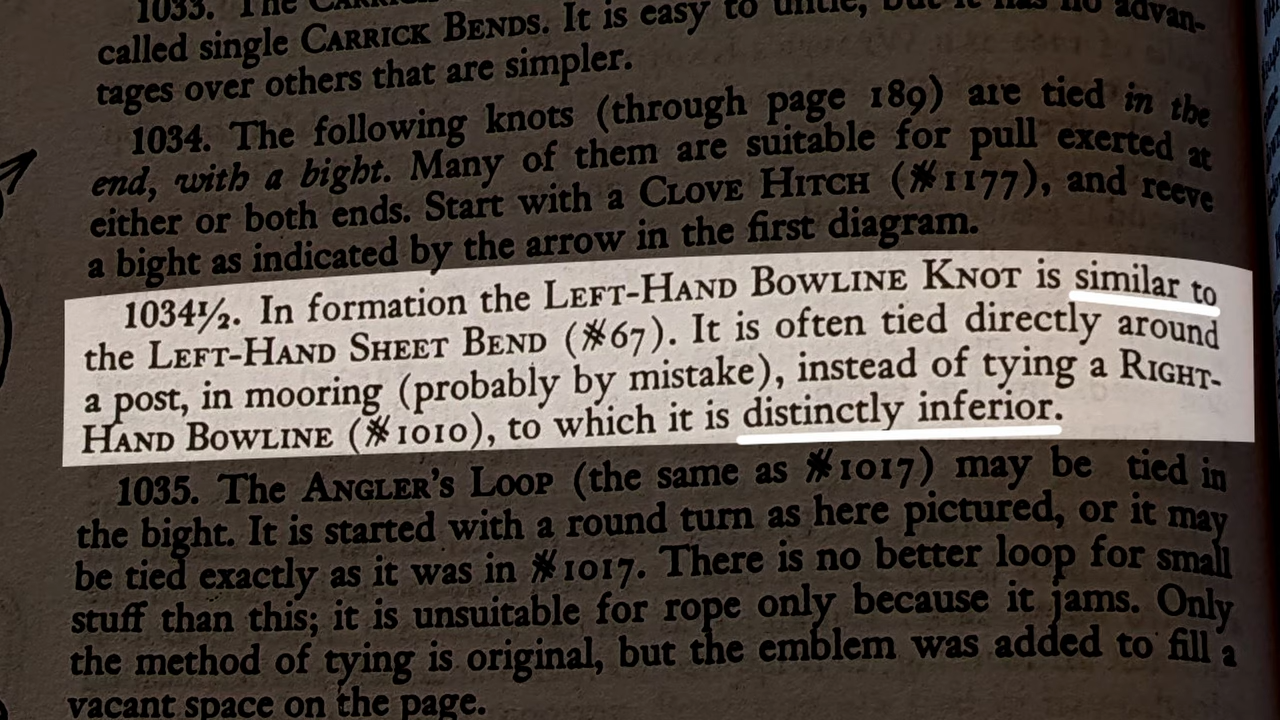 1033. The CARRICK
called single CARRICK BENDS. It is easy to untie, but it has no advan-
tages over others that are simpler.
1034. The following knots (through page 189) are tied in the
end, with a bight. Many of them are suitable for pull exerted at
either or both ends. Start with a CLOVE HITCH (#1177), and reeve
a bight as indicated by the arrow in the first diagram.
1034½. In formation the LEFT-HAND BOWLINE KNOT is similar to
the LEFT-HAND SHEET BEND (#67). It is often tied directly around
a post, in mooring (probably by mistake), instead of tying a RIGHT-
HAND BOWLINE (#1010), to which it is distinctly inferior.
1035. The ANGLER'S LOOP (the same as #1017) may be tied in
the bight. It is started with a round turn as here pictured, or it may
be tied exactly as it was in #1017. There is no better loop for small
stuff than this; it is unsuitable for rope only because it jams. Only
the method of tying is original, but the emblem was added to fill a
vacant space on the page.